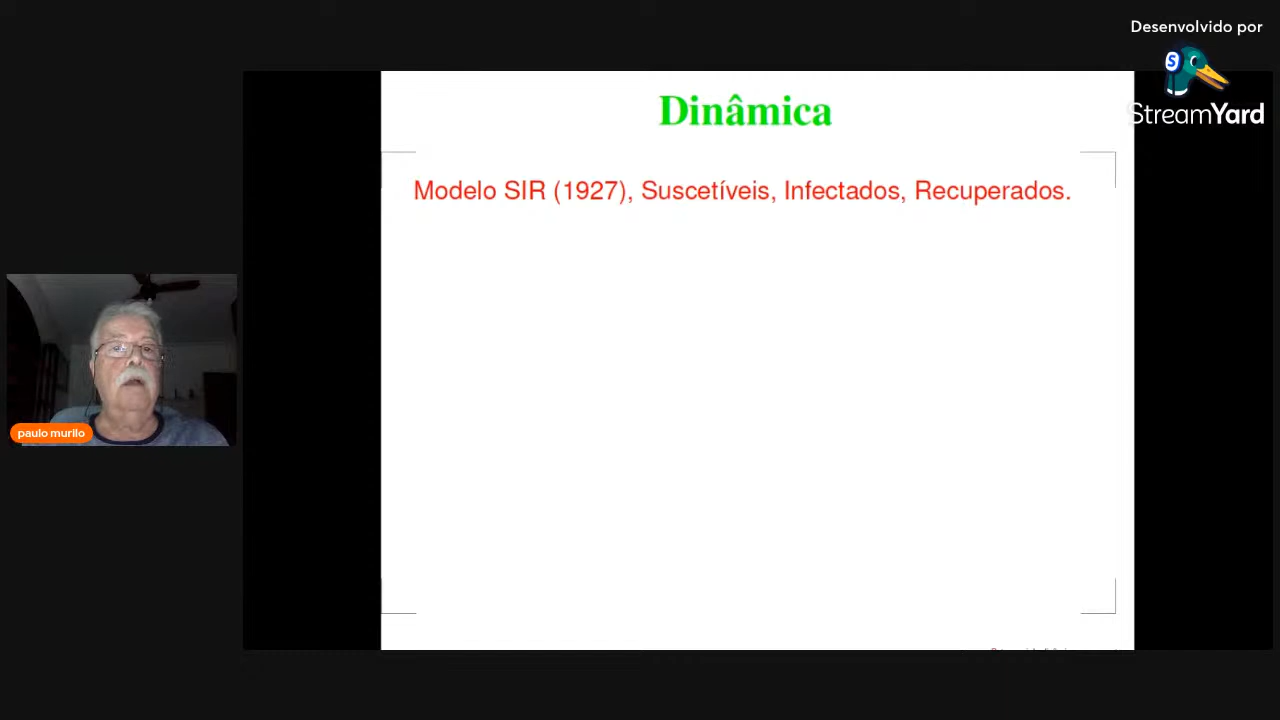 Desenvolvido por
StreamYard
Dinâmica
Modelo SIR (1927), Suscetíveis, Infectados, Recuperados.
paulo murilo